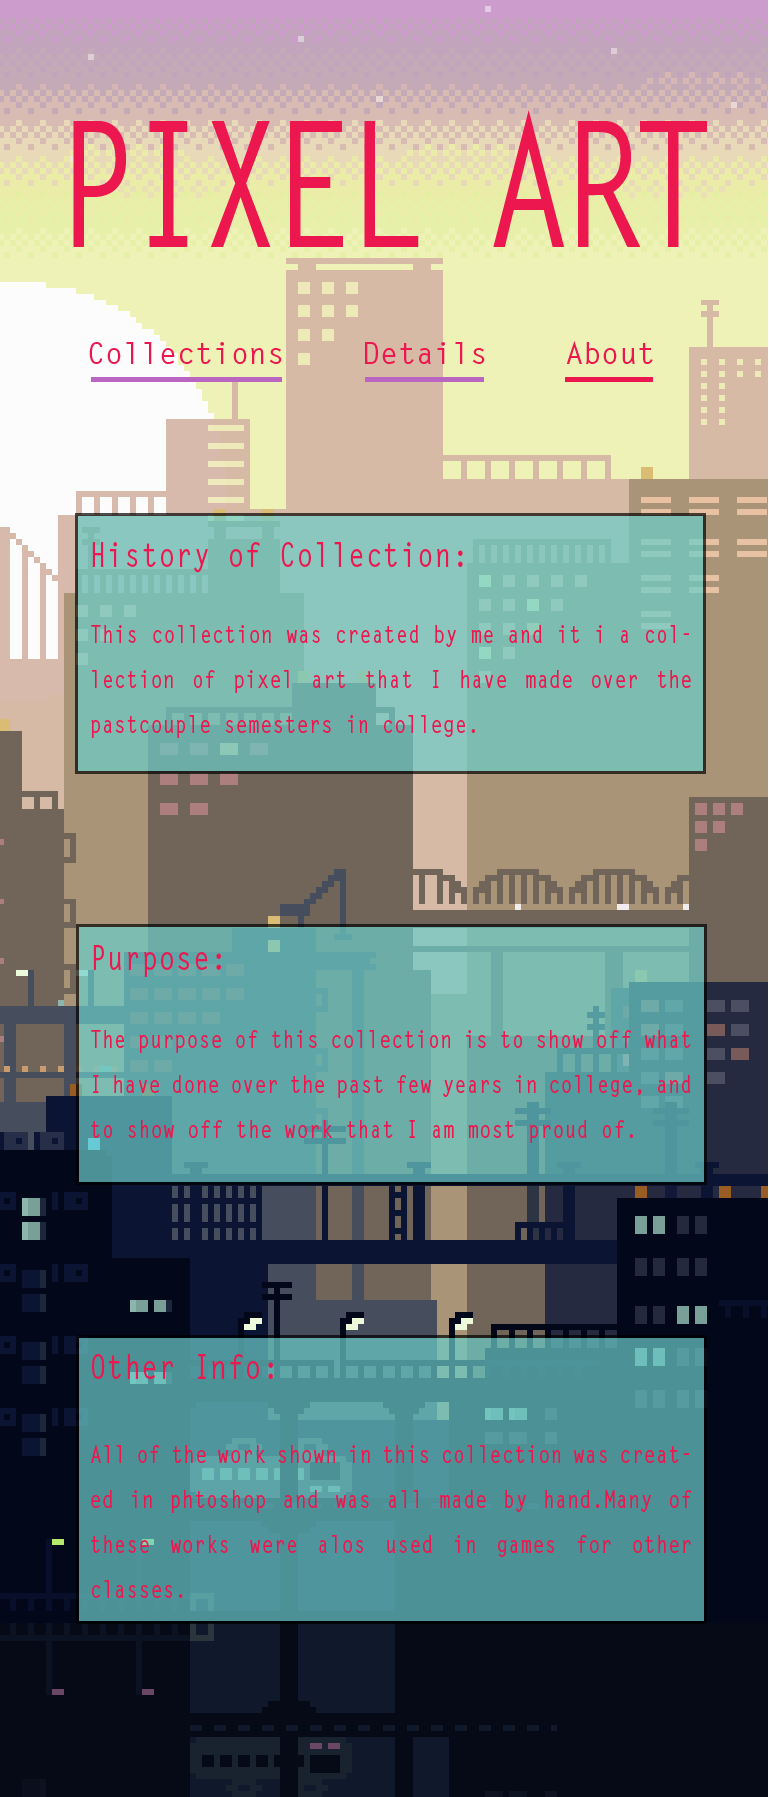 PIXEL ART
Collections Details About
History of Collection:
This collection was created by me and it i a col-
lection of pixel art that I have made over the
pastcouple semesters in college.
Purpose:
The purpose of this collection is to show off what
I have done over the past few years in college, and
to show off the work that I am most proud of.
Other Info:
All of the work shown in this collection was creat-
ed in phtoshop and was all made by hand.Many of
these works were alos used in games for other
classes.